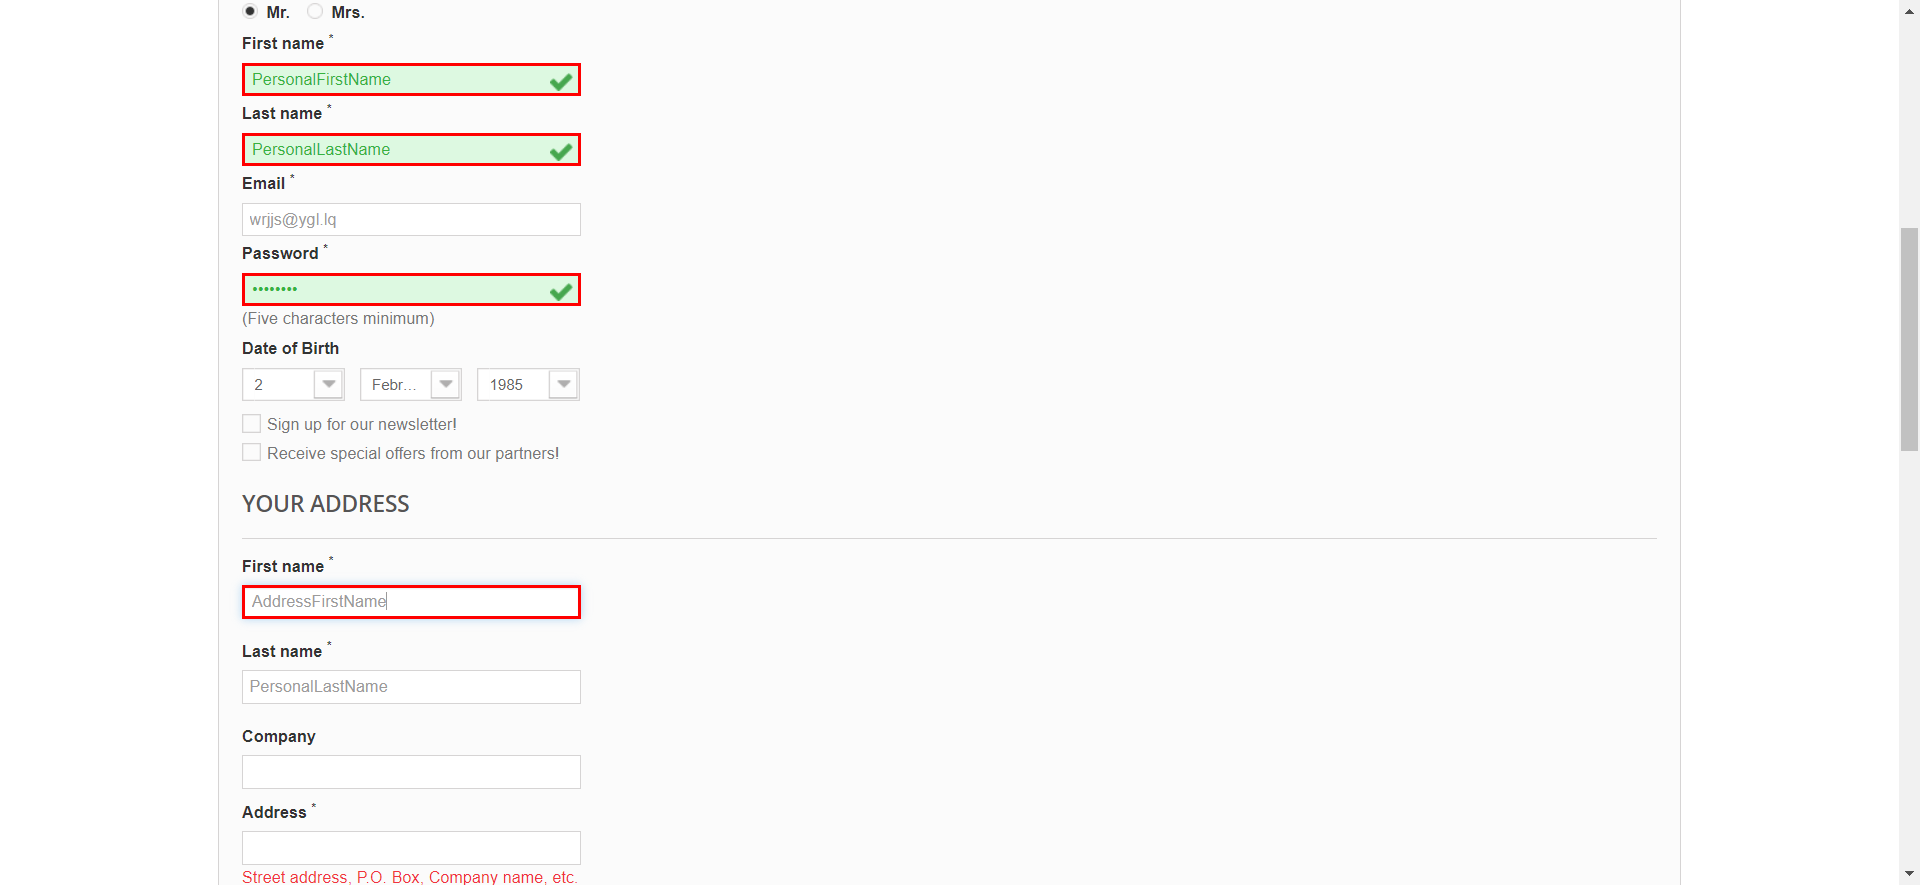 Mr. Mrs.
First name *
PersonalFirstName
Last name *
PersonalLastName
Email *
wrjjs@ygl.lq
Password *
••••••••
(Five characters minimum)
Date of Birth
2 Febr... 1985
Sign up for our newsletter!
Receive special offers from our partners!
YOUR ADDRESS
First name *
AddressFirstName
Last name *
PersonalLastName
Company
Address *
Street address, P.O. Box, Company name, etc.